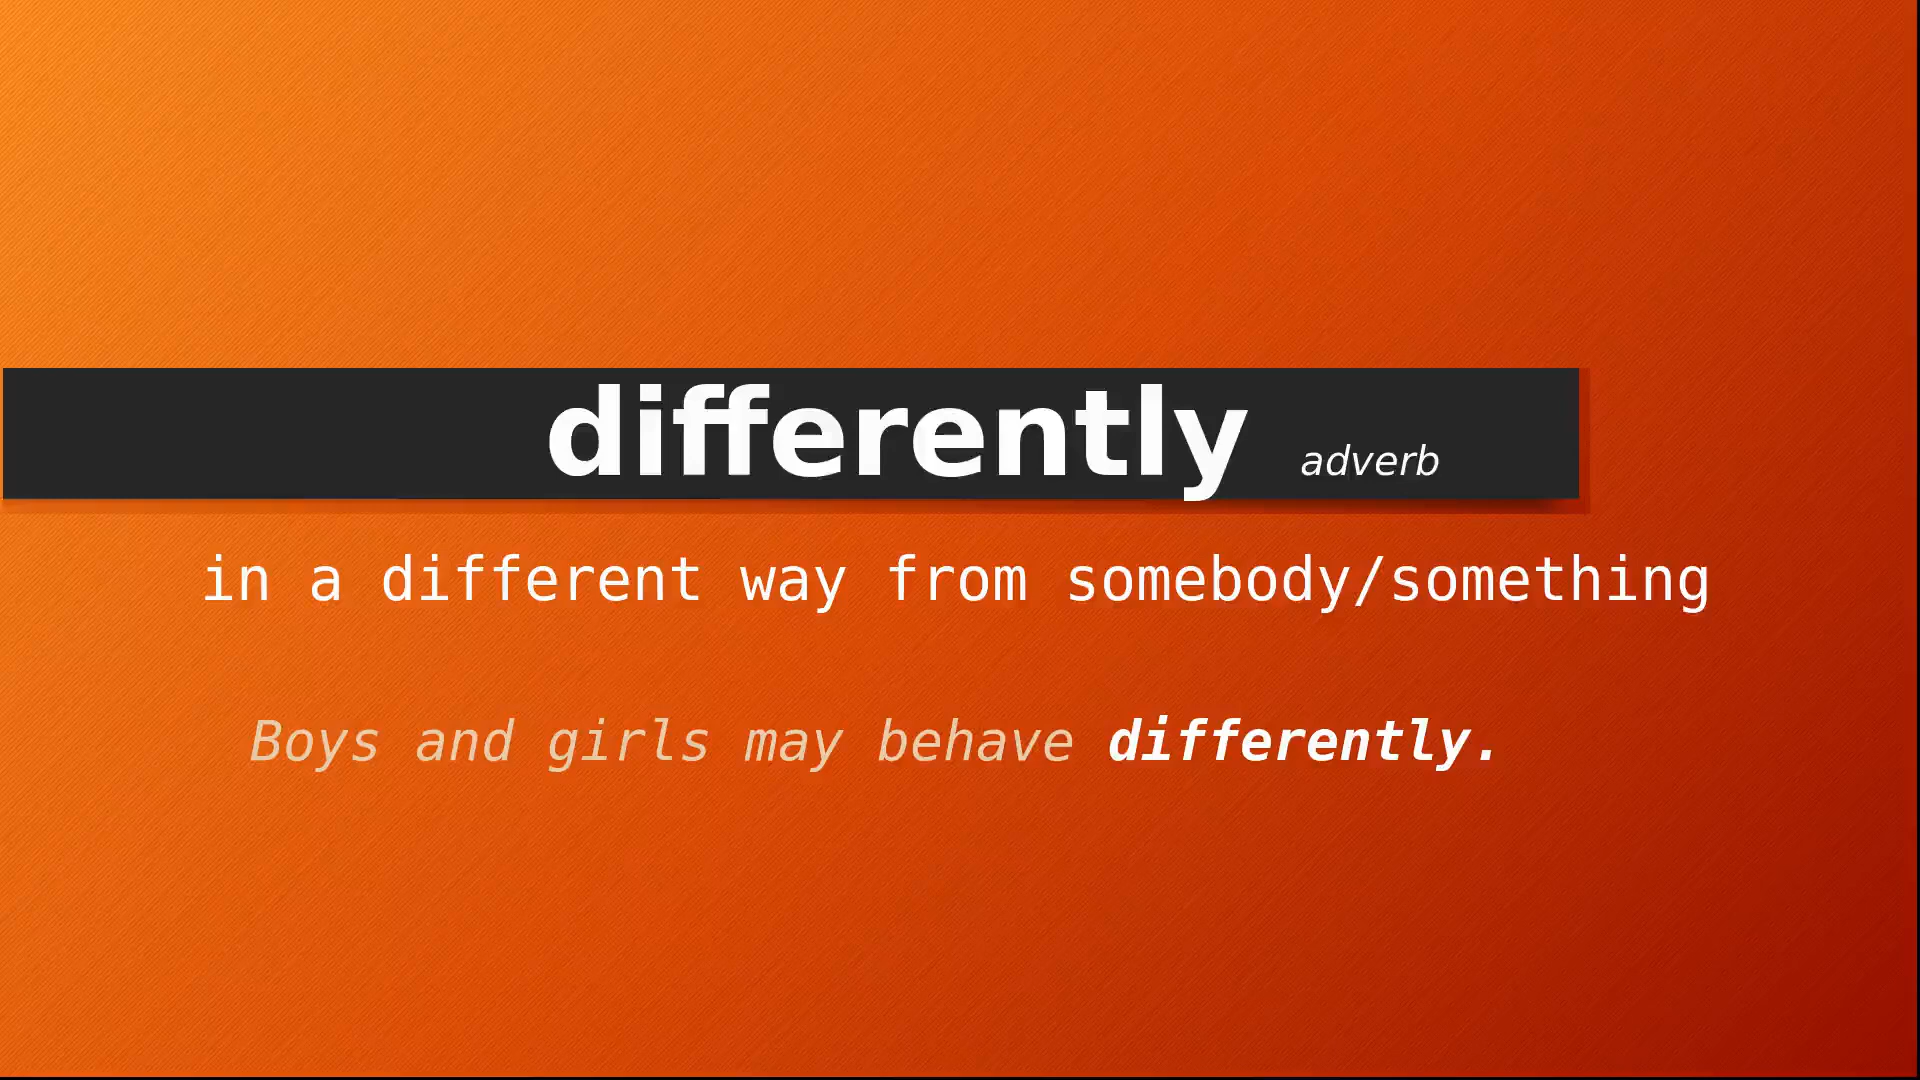 differently adverb
in a different way from somebody/something
Boys and girls may behave differently.